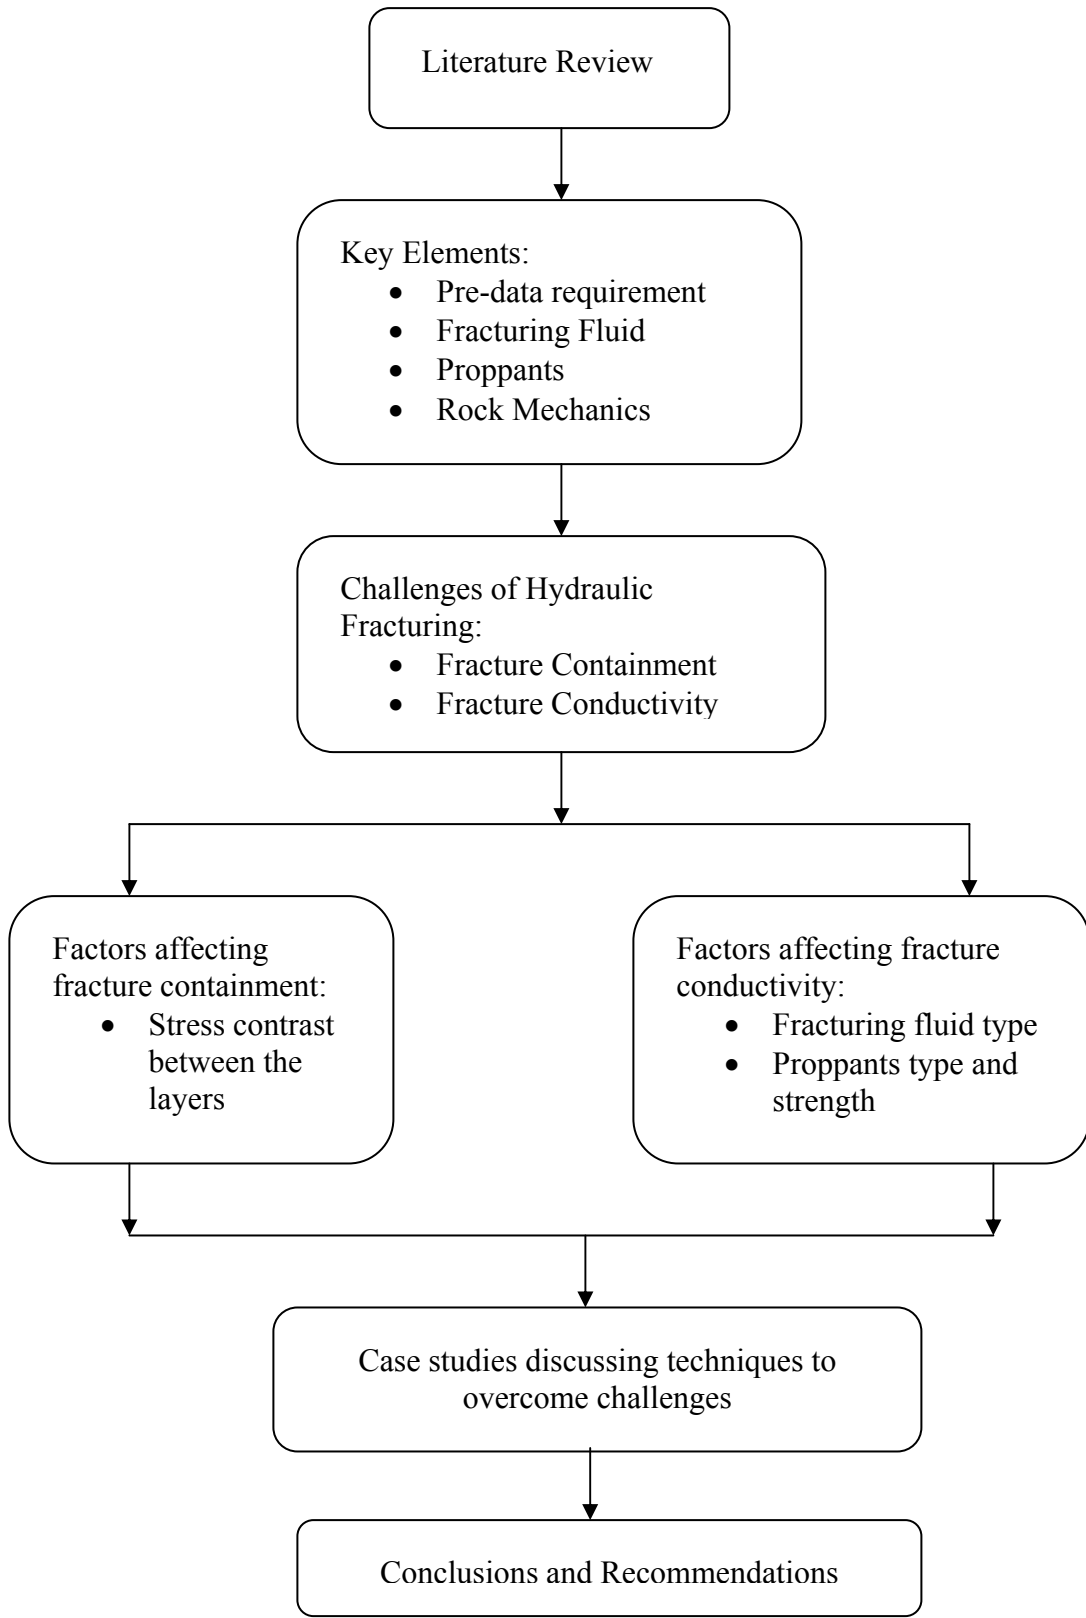 Literature Review
Key Elements:
• Pre-data requirement
• Fracturing Fluid
• Proppants
• Rock Mechanics
Challenges of Hydraulic
Fracturing:
• Fracture Containment
• Fracture Conductivity
Factors affecting
fracture containment:
• Stress contrast
between the
layers
Factors affecting fracture
conductivity:
• Fracturing fluid type
• Proppants type and
strength
Case studies discussing techniques to
overcome challenges
Conclusions and Recommendations